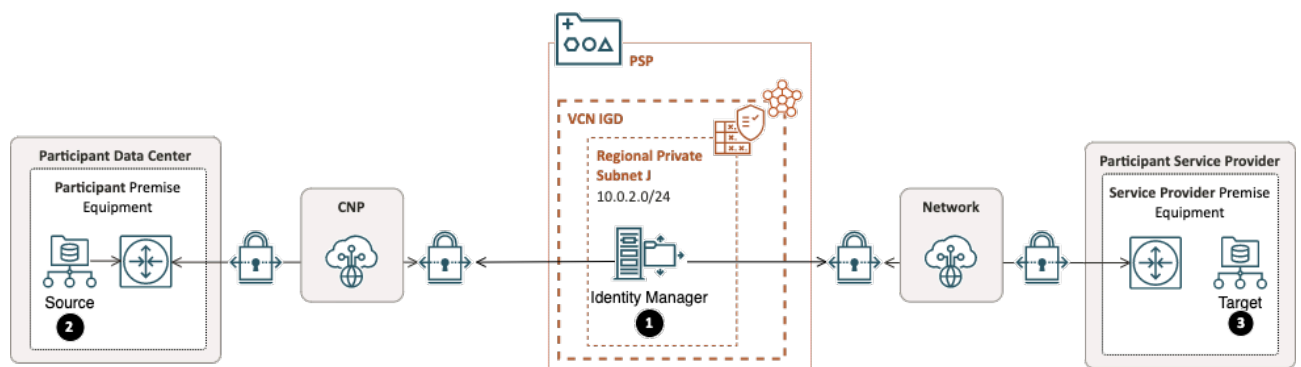 PSP
VCN IGD
Regional Private
Subnet J
10.0.2.0/24
Identity Manager
1
Participant Data Center
Participant Premise
Equipment
Source
2
CNP
Network
Participant Service Provider
Service Provider Premise
Equipment
Target
3